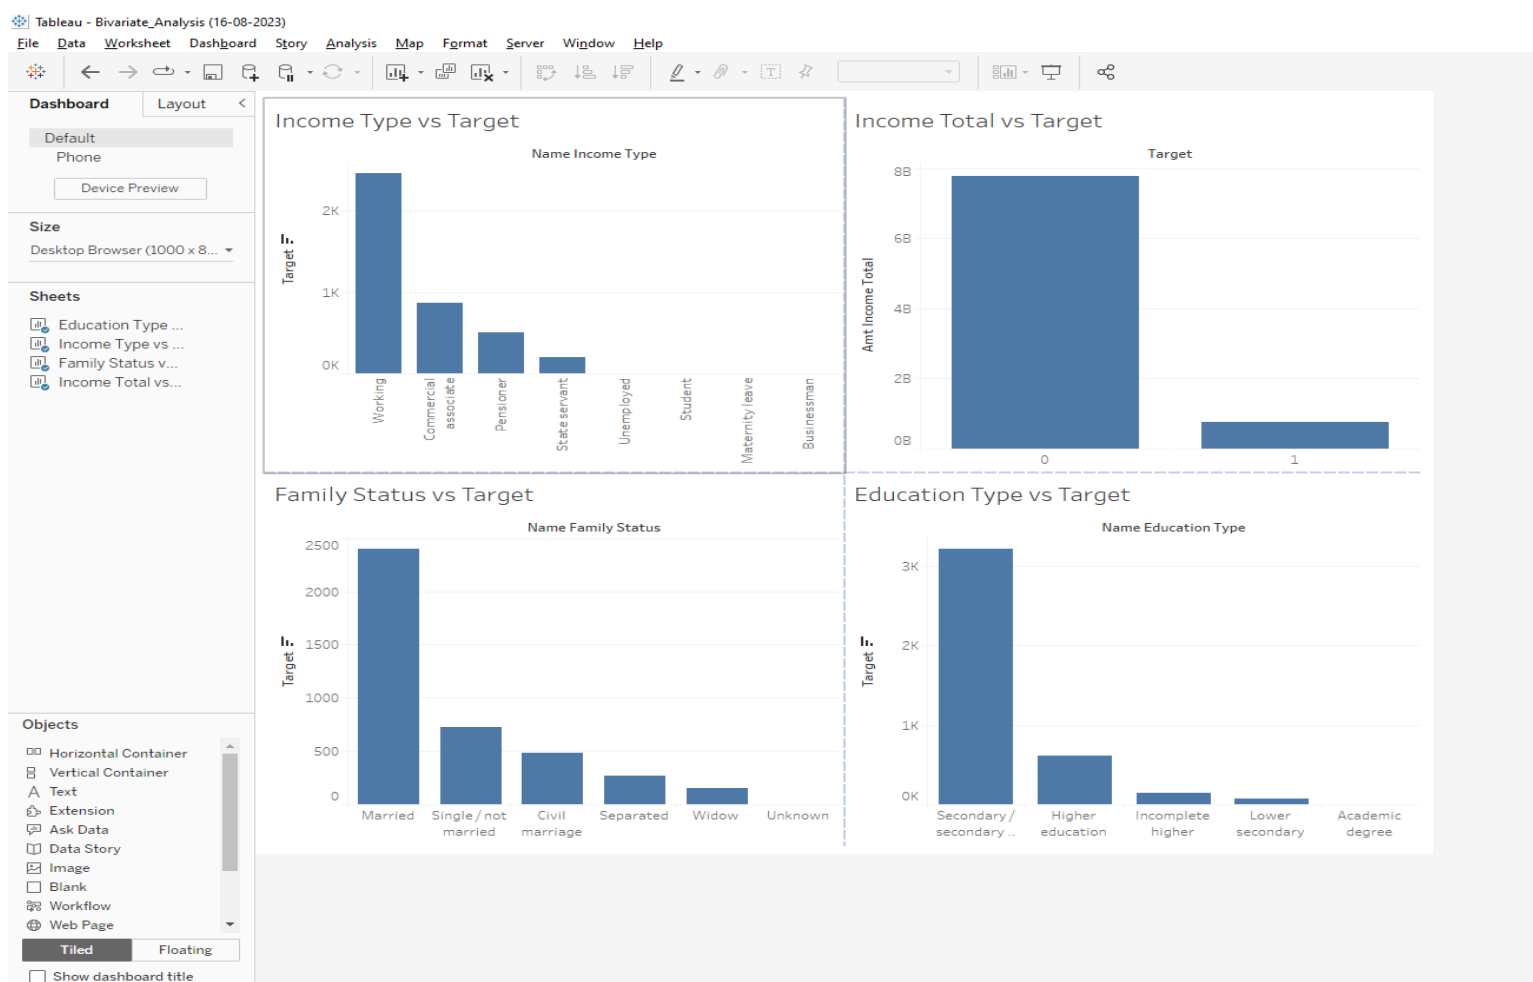 Tableau - Bivariate_Analysis (16-08-2023)
File Data Worksheet Dashboard Story Analysis Map Format Server Window Help
Dashboard Layout
Default
Phone
Device Preview
Size
Desktop Browser (1000 x 8...
Sheets
Education Type ...
Income Type vs ...
Family Status v...
Income Total vs...
Objects
Horizontal Container
Vertical Container
Text
Extension
Ask Data
Data Story
Image
Blank
Workflow
Web Page
Tiled Floating
Show dashboard title
Income Type vs Target
Name Income Type
Target
2K
1K
0K
Working
Commercial
associate
Pensioner
State servant
Unemployed
Student
Maternity leave
Businessman
Income Total vs Target
Target
Amt Income Total
8B
6B
4B
2B
0B
0 1
Family Status vs Target
Name Family Status
Target
2500
2000
1500
1000
500
0
Married
Single / not
married
Civil
marriage
Separated
Widow
Unknown
Education Type vs Target
Name Education Type
Target
3K
2K
1K
0K
Secondary /
secondary ..
Higher
education
Incomplete
higher
Lower
secondary
Academic
degree